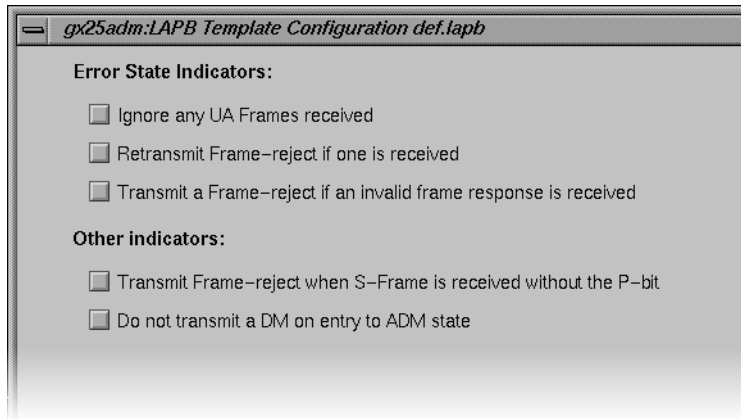 gx25adm:LAPB Template Configuration def.lapb
Error State Indicators:
Ignore any UA Frames received
Retransmit Frame-reject if one is received
Transmit a Frame-reject if an invalid frame response is received
Other indicators:
Transmit Frame-reject when S-Frame is received without the P-bit
Do not transmit a DM on entry to ADM state